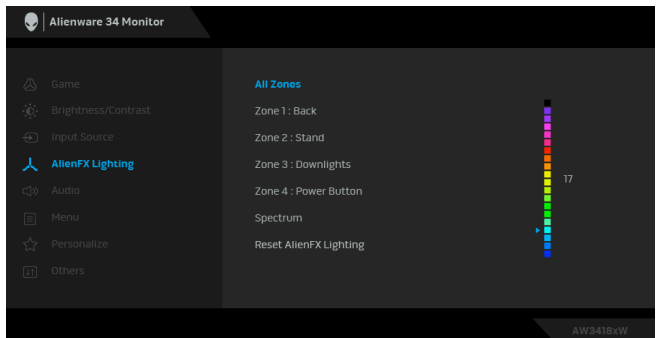 Alienware 34 Monitor
Game
Brightness/Contrast
Input Source
AlienFX Lighting
Audio
Menu
Personalize
Others
All Zones
Zone 1 : Back
Zone 2 : Stand
Zone 3 : Downlights
Zone 4 : Power Button
Spectrum
Reset AlienFX Lighting
17
AW3418xW